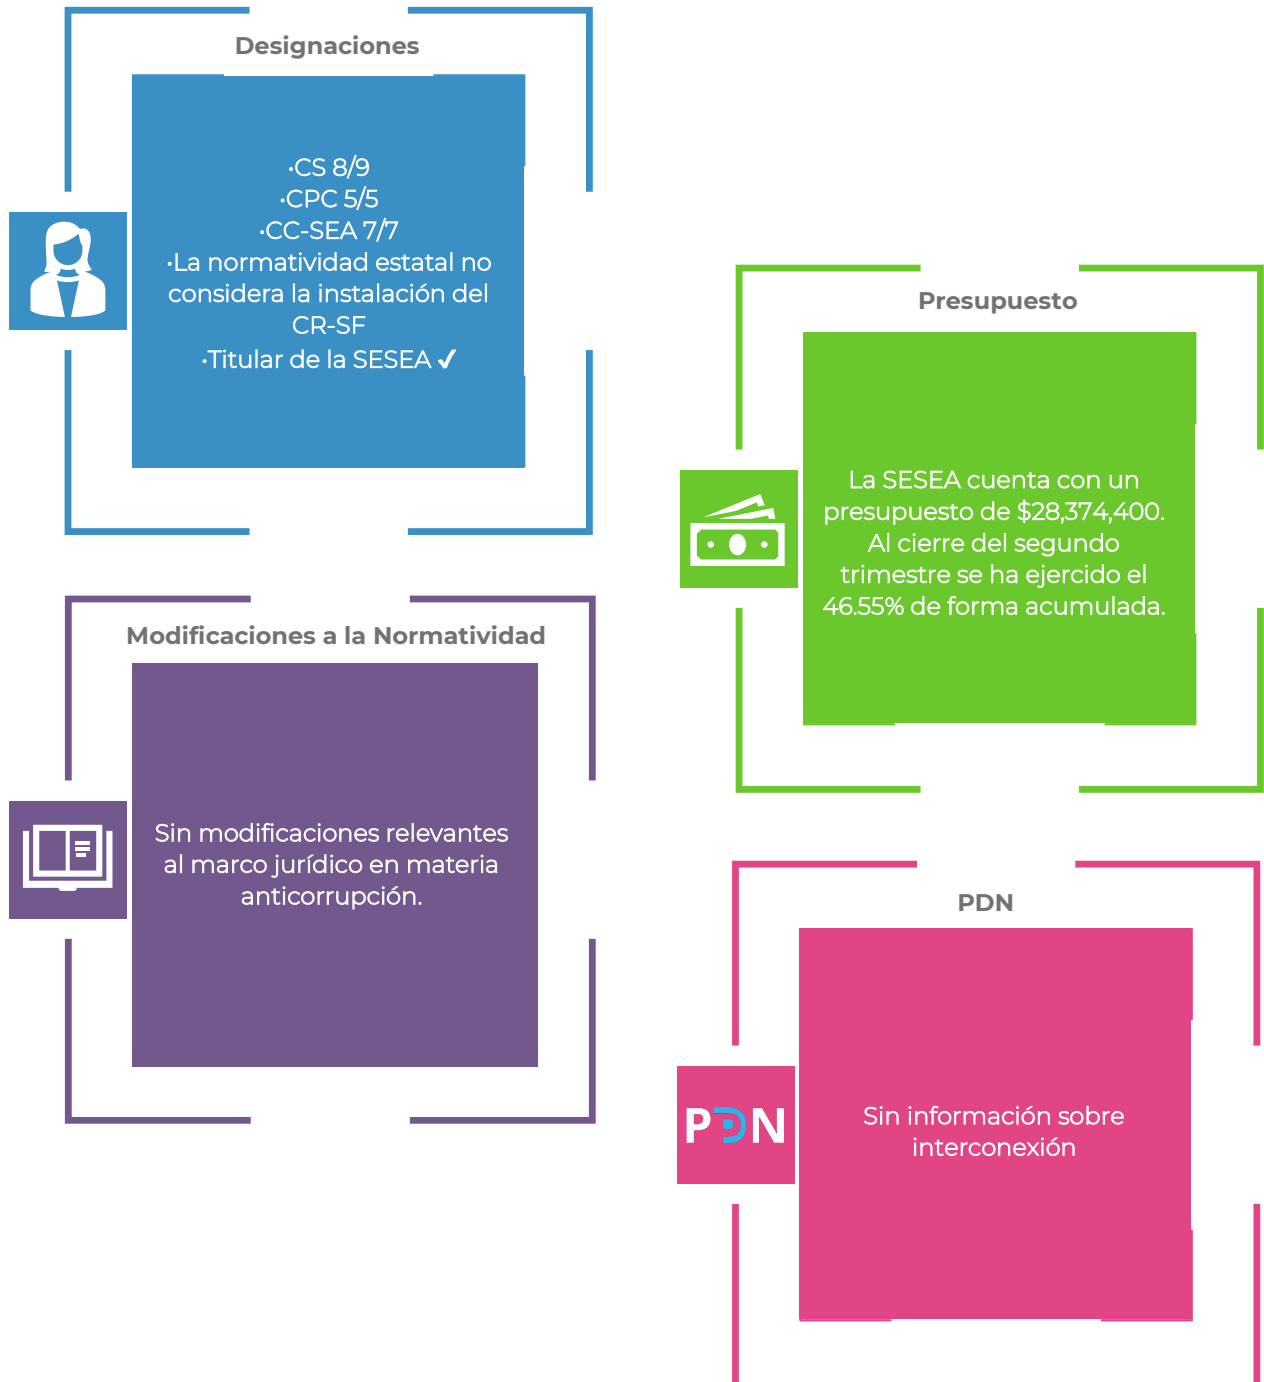 Designaciones
•CS 8/9
•CPC 5/5
•CC-SEA 7/7
•La normatividad estatal no
considera la instalación del
CR-SF
•Titular de la SESEA ✔
Presupuesto
La SESEA cuenta con un
presupuesto de $28,374,400.
Al cierre del segundo
trimestre se ha ejercido el
46.55% de forma acumulada.
Modificaciones a la Normatividad
Sin modificaciones relevantes
al marco jurídico en materia
anticorrupción.
PDN
PDN
Sin información sobre
interconexión